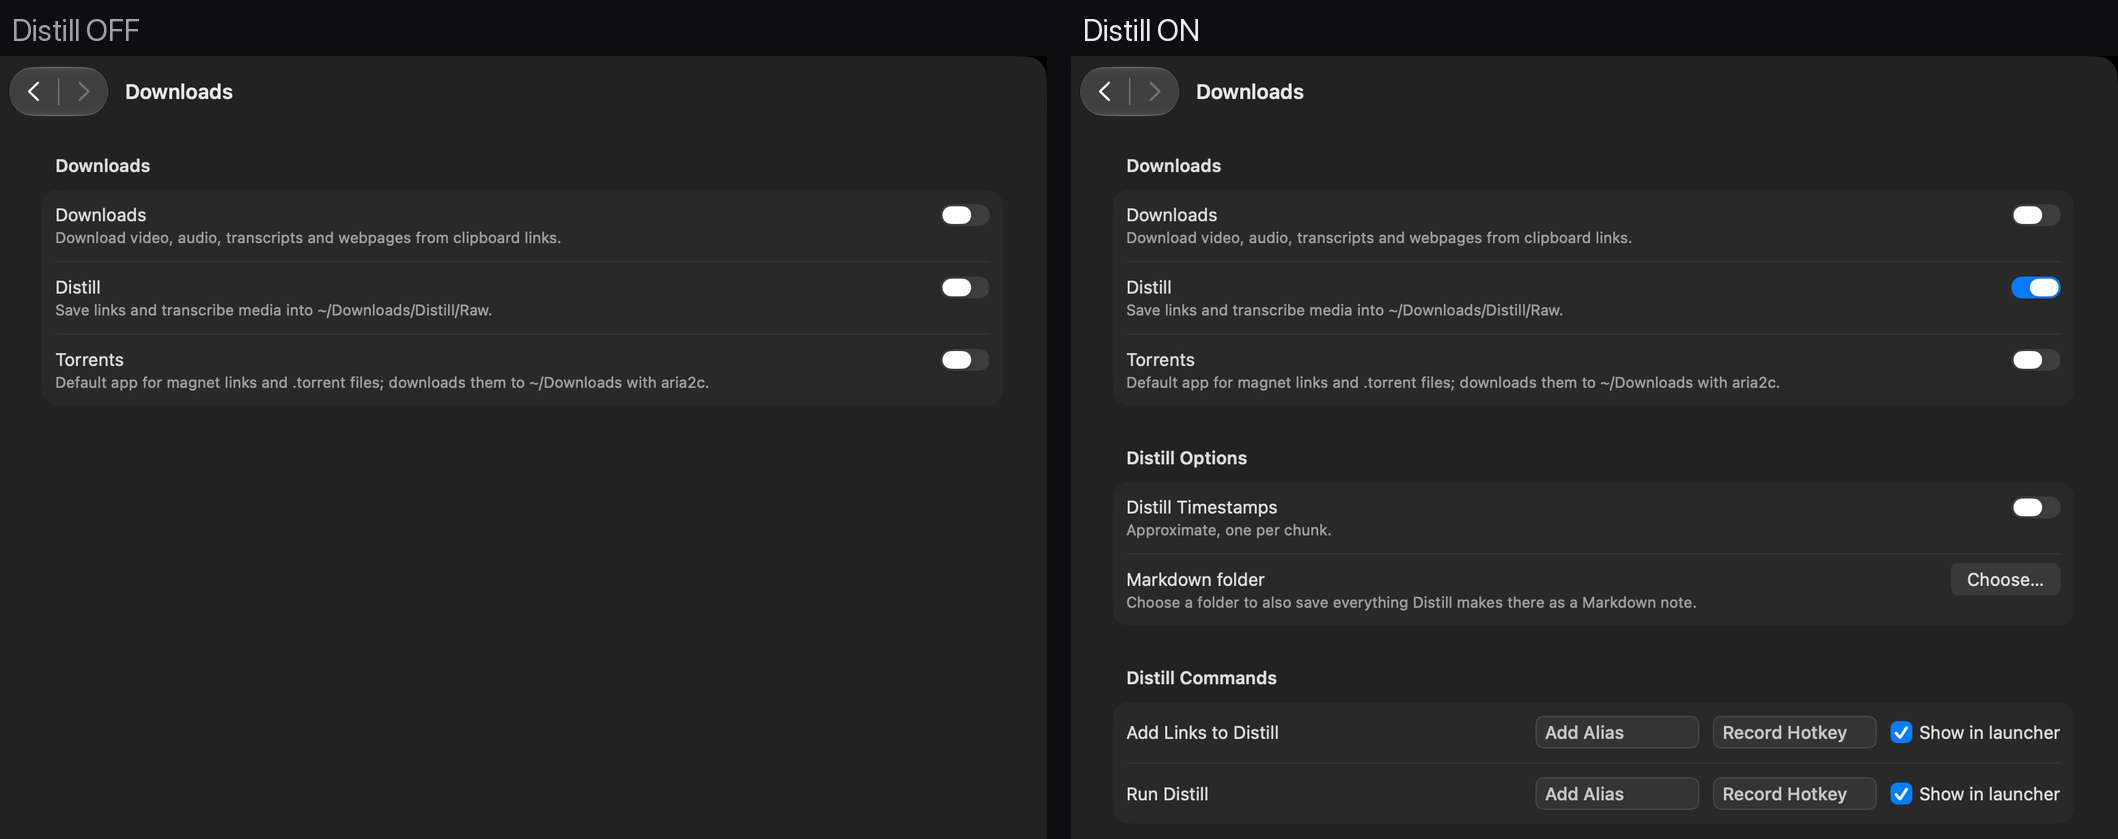 Distill OFF
Downloads
Downloads
Downloads
Download video, audio, transcripts and webpages from clipboard links.
Distill
Save links and transcribe media into ~/Downloads/Distill/Raw.
Torrents
Default app for magnet links and .torrent files; downloads them to ~/Downloads with aria2c.
Distill ON
Downloads
Downloads
Downloads
Download video, audio, transcripts and webpages from clipboard links.
Distill
Save links and transcribe media into ~/Downloads/Distill/Raw.
Torrents
Default app for magnet links and .torrent files; downloads them to ~/Downloads with aria2c.
Distill Options
Distill Timestamps
Approximate, one per chunk.
Markdown folder
Choose...
Choose a folder to also save everything Distill makes there as a Markdown note.
Distill Commands
Add Links to Distill Add Alias Record Hotkey Show in launcher
Run Distill Add Alias Record Hotkey Show in launcher